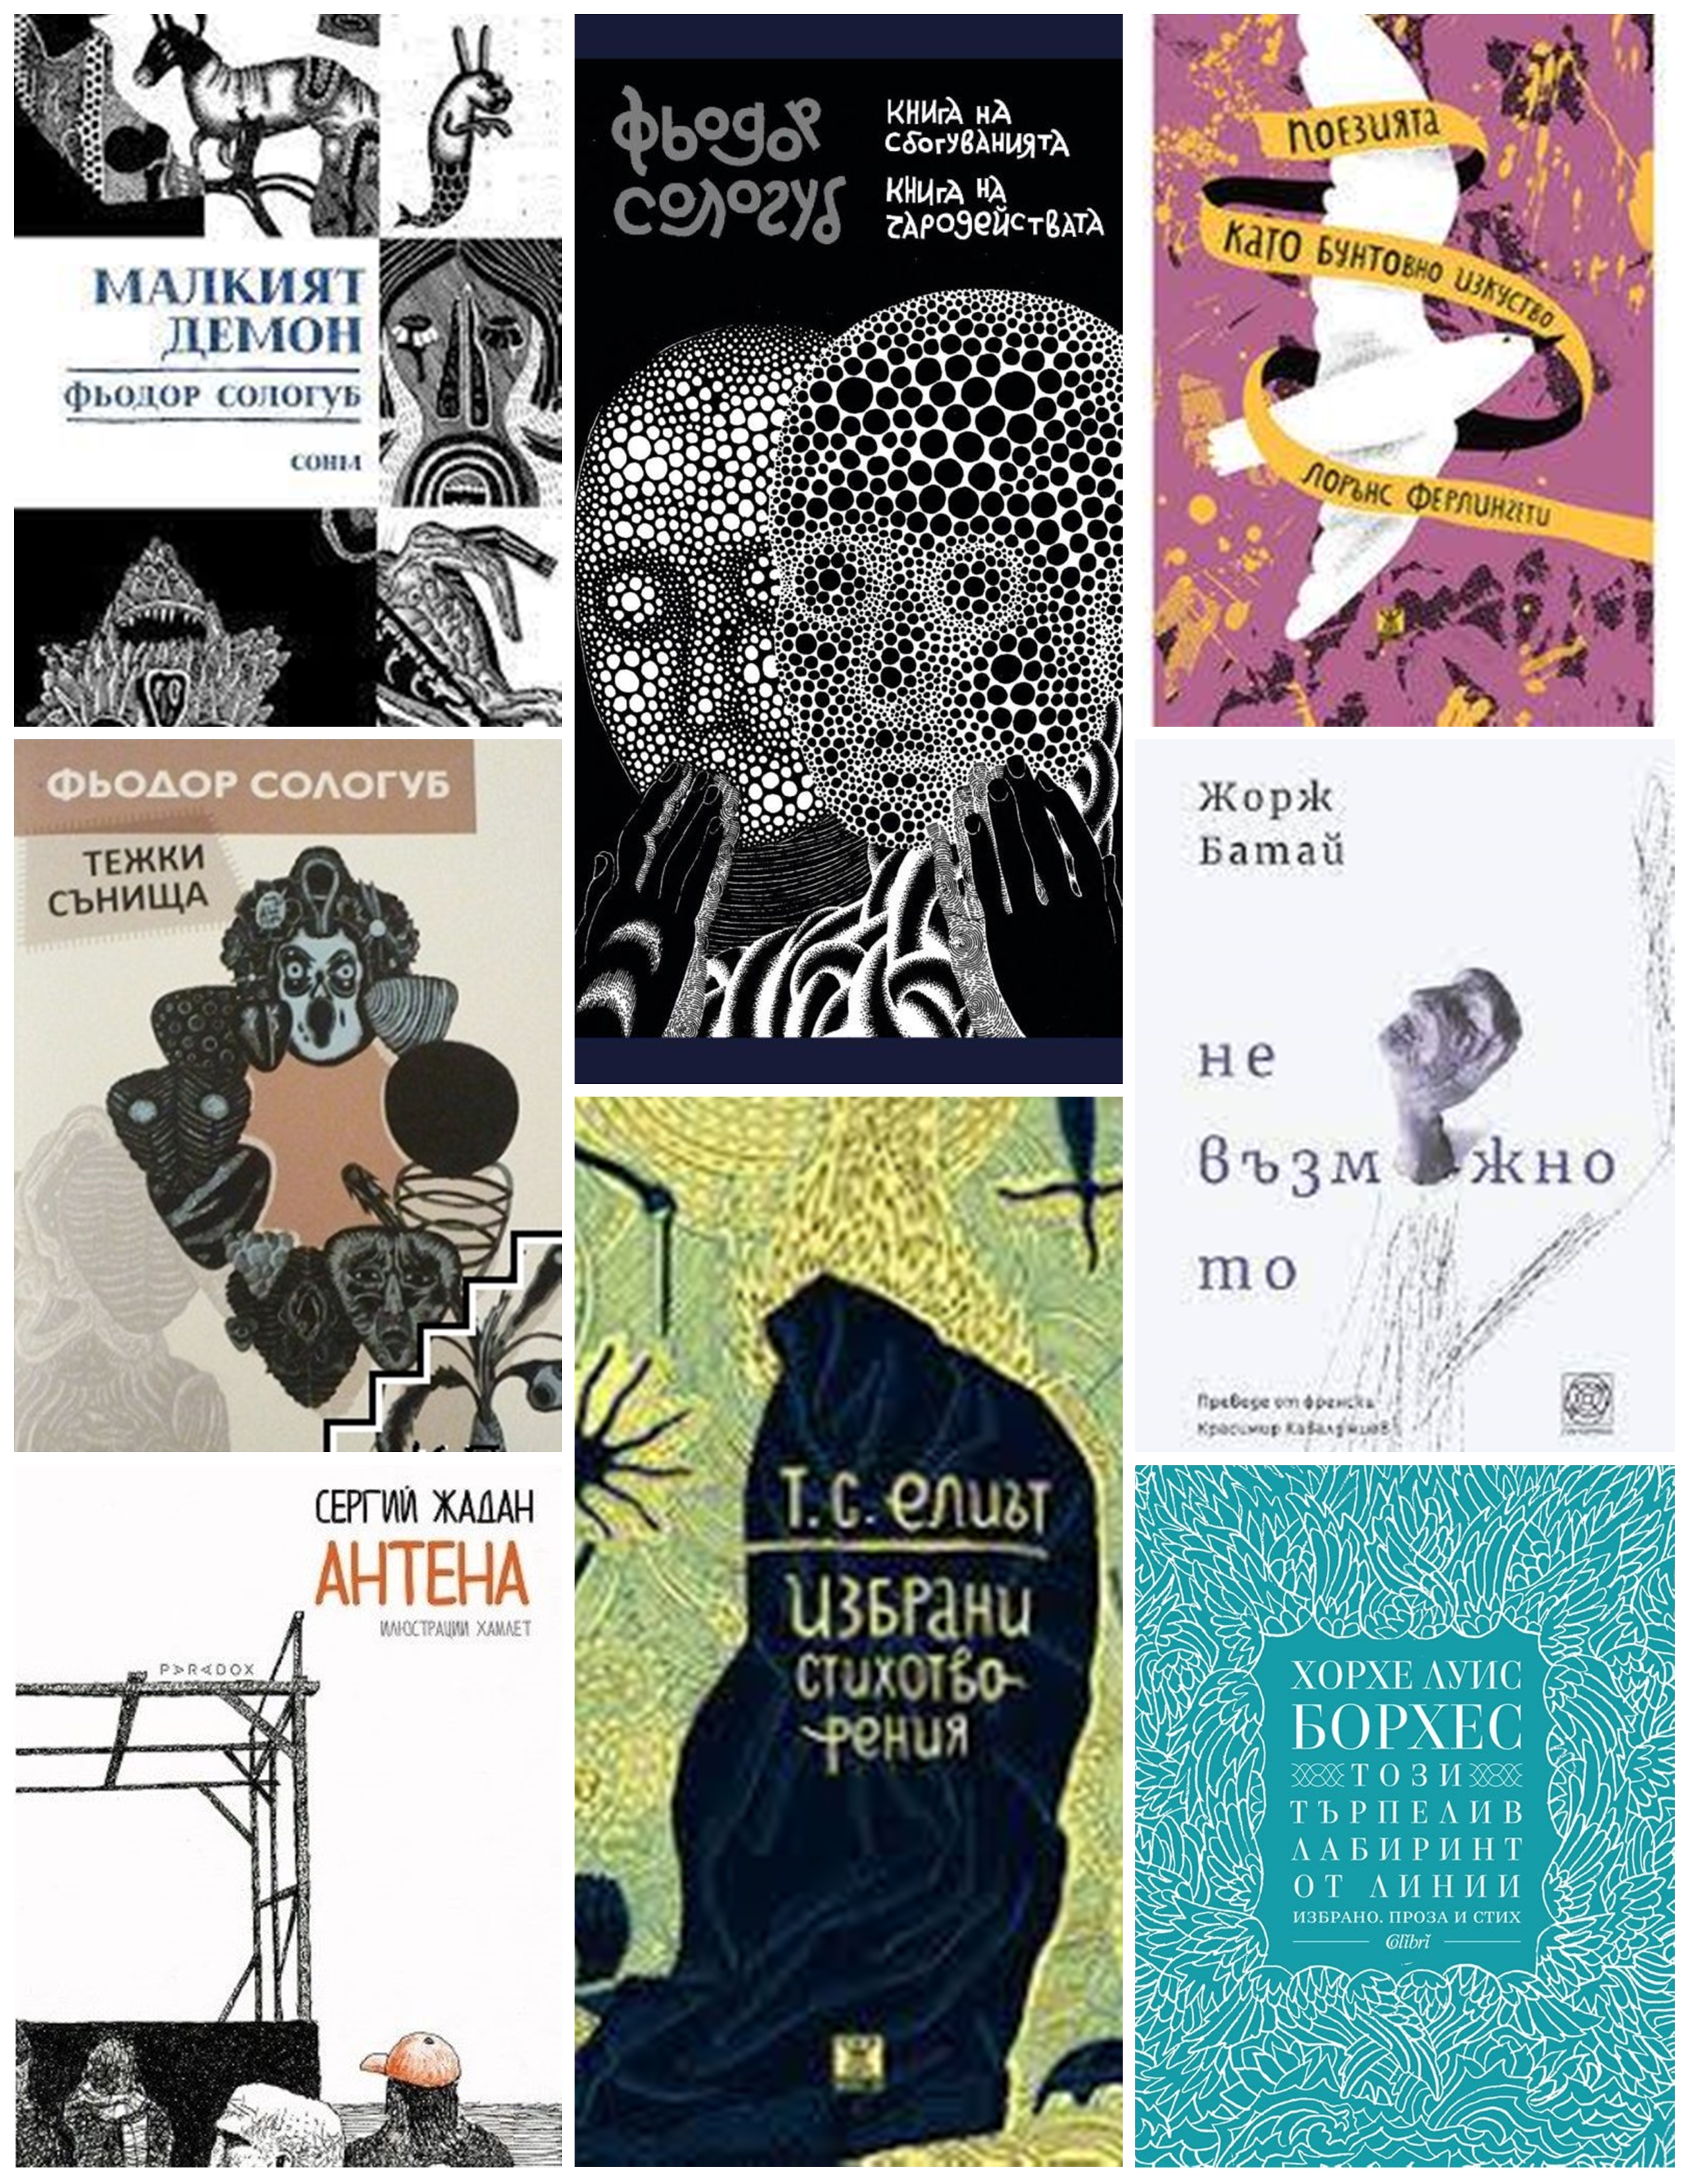 МАЛКИЯТ
ДЕМОН
ФЬОДОР СОЛОГУБ
СОНМ
фьодор
сологуб
КНИГА НА
СБОГУВАНИЯТА
КНИГА НА
ЧАРОДЕЙСТВАТА
ПОЕЗИЯТА
КАТО БУНТОВНО ИЗКУСТВО
ЛОРЪНС ФЕРЛИНГЕТИ
ФЬОДОР СОЛОГУБ
ТЕЖКИ
СЪНИЩА
Жорж
Батай
не
възм жно
то
Преведе от френски
Красимир Кавалджиев
СЕРГИЙ ЖАДАН
АНТЕНА
ИЛЮСТРАЦИИ ХАМЛЕТ
PARADOX
Т. С. ЕЛИЪТ
ИЗБРАНИ
СТИХОТВО-
РЕНИЯ
ХОРХЕ ЛУИС
БОРХЕС
ТОЗИ
ТЪРПЕЛИВ
ЛАБИРИНТ
ОТ ЛИНИИ
ИЗБРАНО. ПРОЗА И СТИХ
Colibri